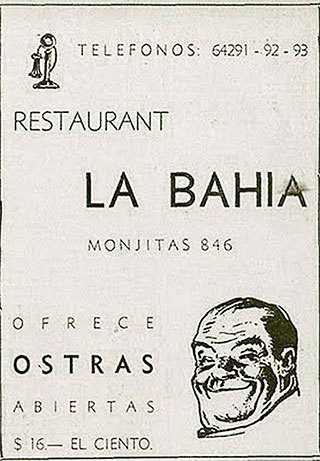 TELEFONOS: 64291 - 92 - 93
RESTAURANT
LA BAHIA
MONJITAS 846
OFRECE
OSTRAS
ABIERTAS
$ 16.— EL CIENTO.